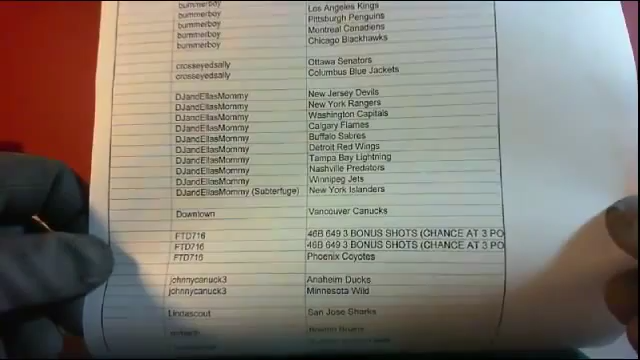 bummerboy Los Angeles Kings
bummerboy Pittsburgh Penguins
bummerboy Montreal Canadiens
bummerboy Chicago Blackhawks
crosseyedsally Ottawa Senators
crosseyedsally Columbus Blue Jackets
DJandEllasMommy New Jersey Devils
DJandEllasMommy New York Rangers
DJandEllasMommy Washington Capitals
DJandEllasMommy Calgary Flames
DJandEllasMommy Buffalo Sabres
DJandEllasMommy Detroit Red Wings
DJandEllasMommy Tampa Bay Lightning
DJandEllasMommy Nashville Predators
DJandEllasMommy Winnipeg Jets
DJandEllasMommy (Subterfuge) New York Islanders
Downtown Vancouver Canucks
FTD716 46B 649 3 BONUS SHOTS (CHANCE AT 3 PO
FTD716 46B 649 3 BONUS SHOTS (CHANCE AT 3 PO
FTD716 Phoenix Coyotes
johnnycanuck3 Anaheim Ducks
johnnycanuck3 Minnesota Wild
Lindascout San Jose Sharks
Boston Bruins